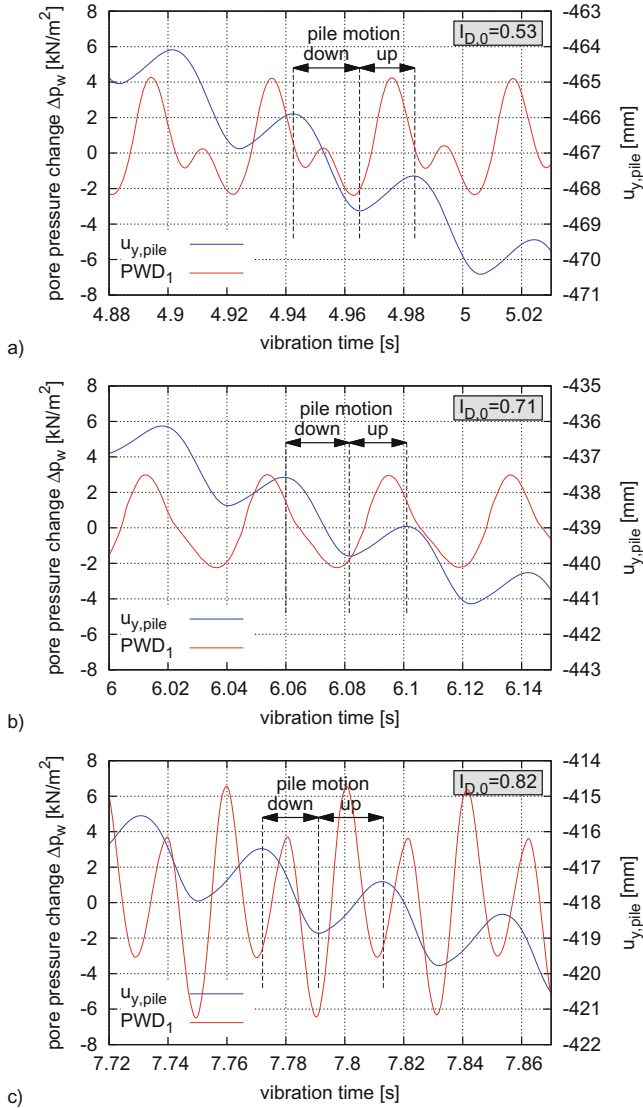 8
6
4
2
0
-2
-4
-6
-8
pore pressure change Δp_w [kN/m²]
pile motion
down up
I_D,0=0.53
-463
-464
-465
-466
-467
-468
-469
-470
-471
u_y,pile [mm]
u_y,pile
PWD_1
4.88 4.9 4.92 4.94 4.96 4.98 5 5.02
vibration time [s]
a)
8
6
4
2
0
-2
-4
-6
-8
pore pressure change Δp_w [kN/m²]
pile motion
down up
I_D,0=0.71
-435
-436
-437
-438
-439
-440
-441
-442
-443
u_y,pile [mm]
u_y,pile
PWD_1
6 6.02 6.04 6.06 6.08 6.1 6.12 6.14
vibration time [s]
b)
8
6
4
2
0
-2
-4
-6
-8
pore pressure change Δp_w [kN/m²]
pile motion
down up
I_D,0=0.82
-414
-415
-416
-417
-418
-419
-420
-421
-422
u_y,pile [mm]
u_y,pile
PWD_1
7.72 7.74 7.76 7.78 7.8 7.82 7.84 7.86
vibration time [s]
c)